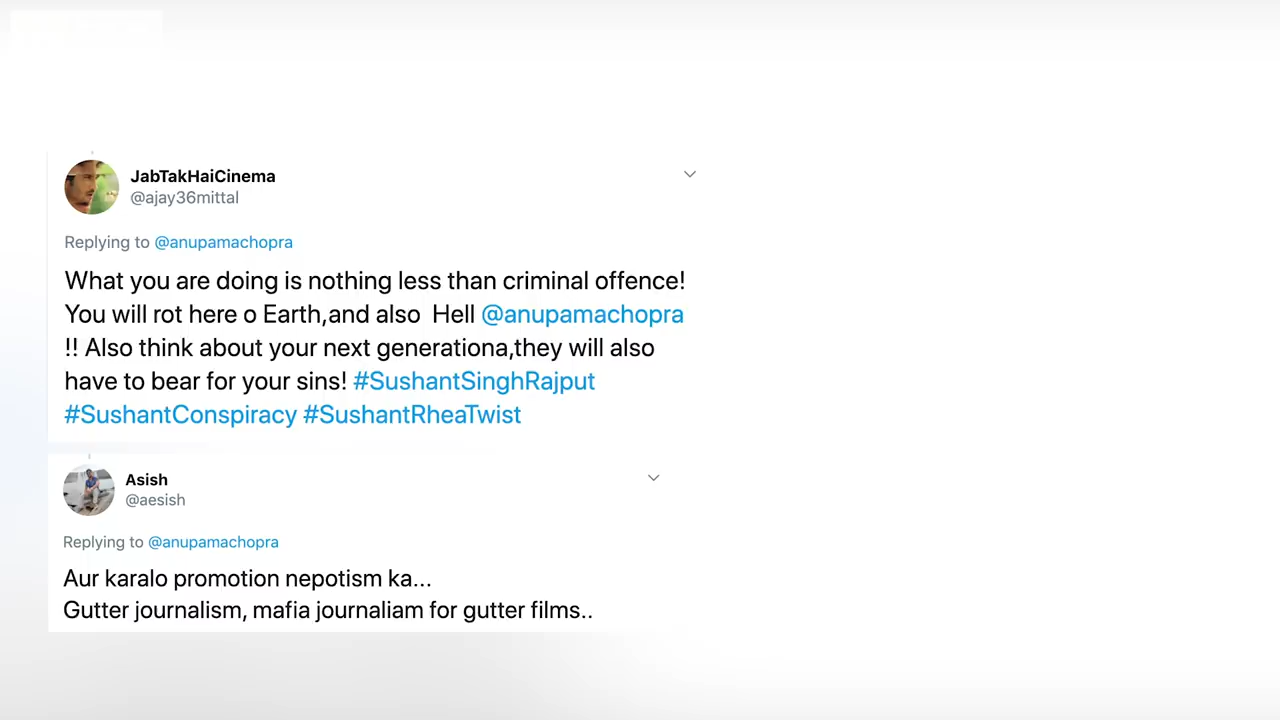 JabTakHaiCinema
@ajay36mittal
Replying to @anupamachopra
What you are doing is nothing less than criminal offence!
You will rot here o Earth,and also  Hell @anupamachopra
!! Also think about your next generationa,they will also
have to bear for your sins! #SushantSinghRajput
#SushantConspiracy #SushantRheaTwist
Asish
@aesish
Replying to @anupamachopra
Aur karalo promotion nepotism ka...
Gutter journalism, mafia journaliam for gutter films..